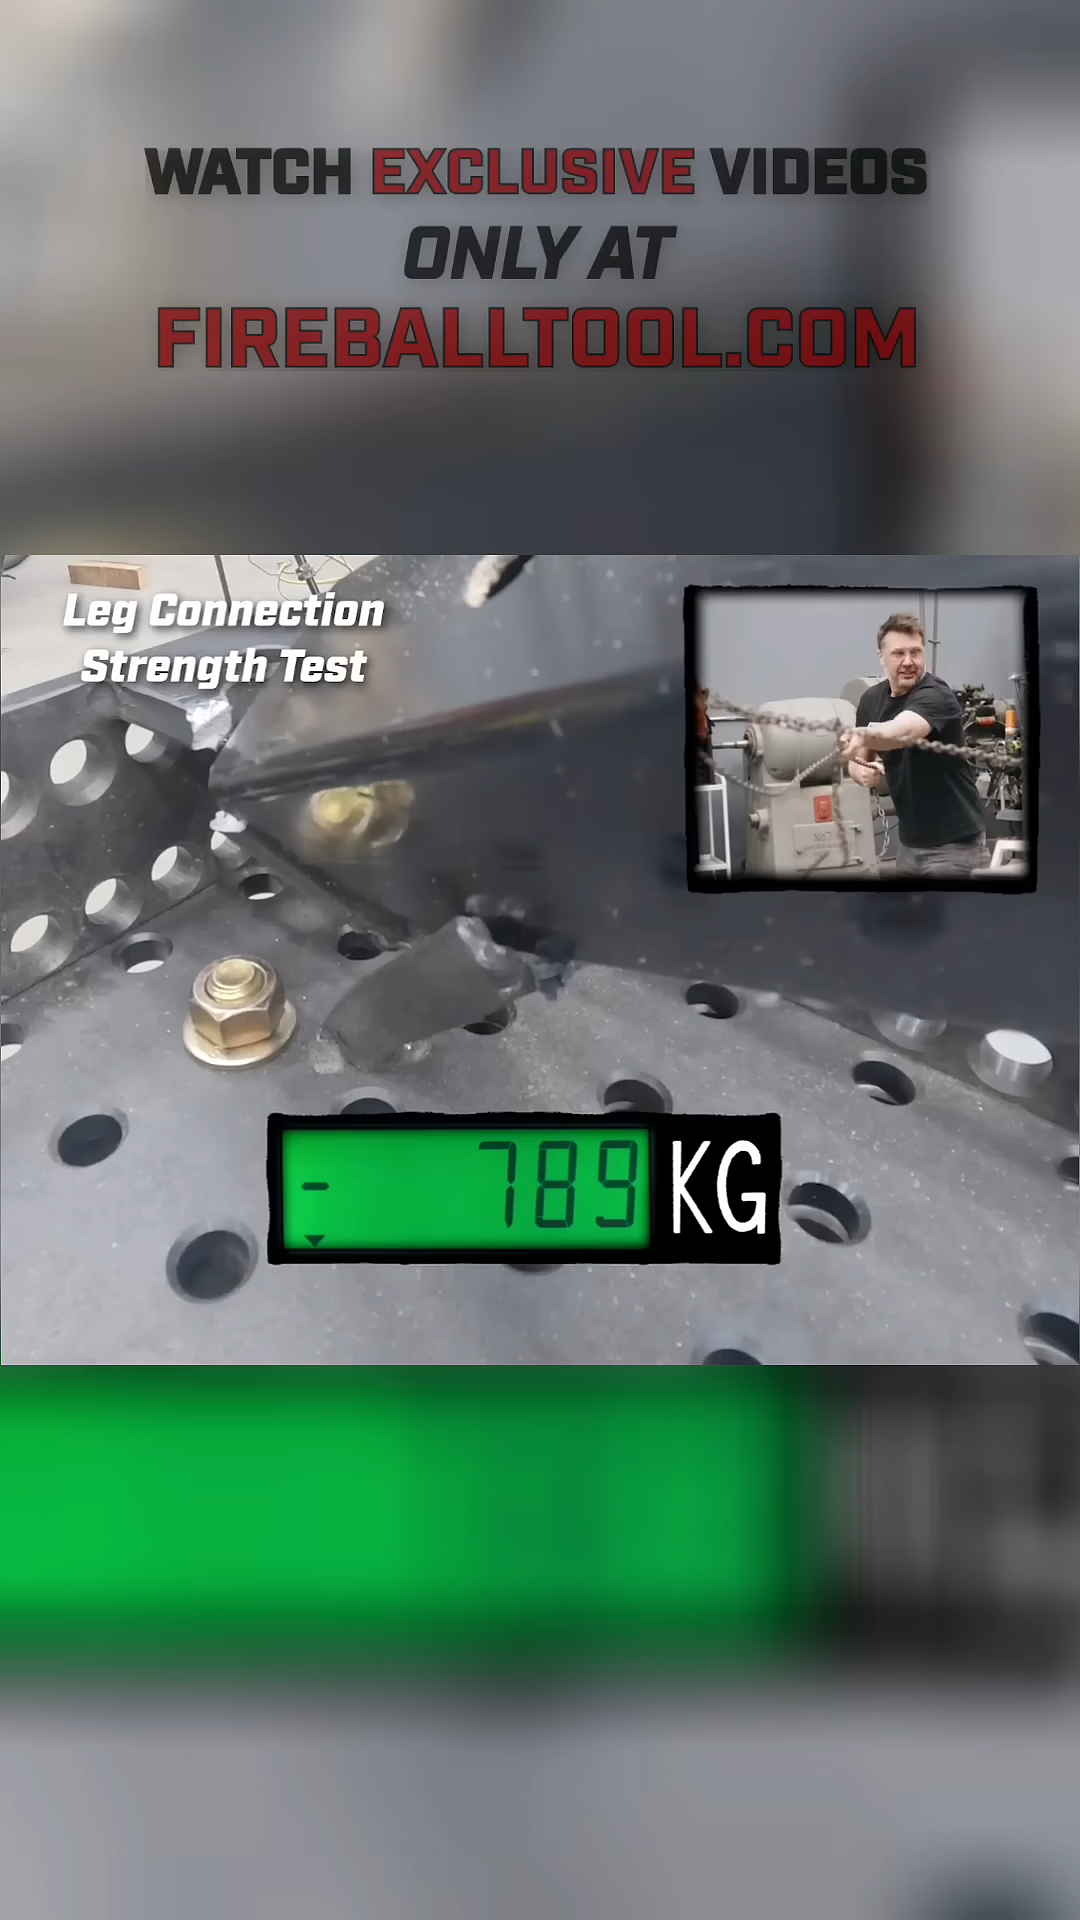 WATCH EXCLUSIVE VIDEOS
ONLY AT
FIREBALLTOOL.COM
Leg Connection
Strength Test
- 789 KG